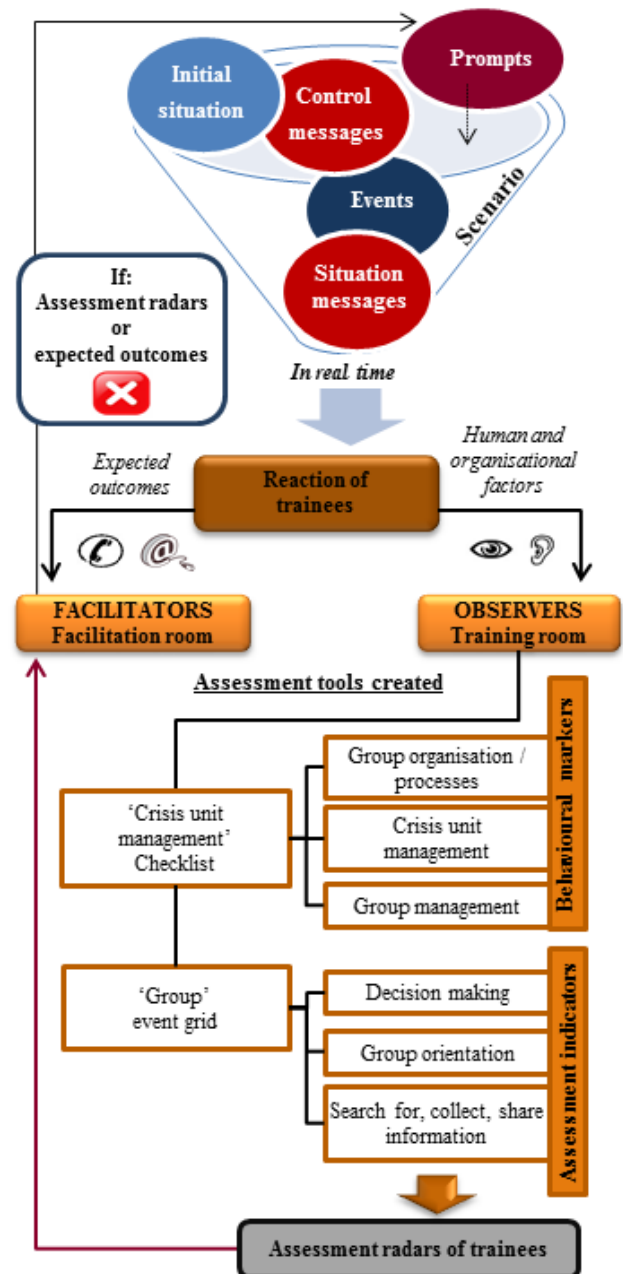 Initial
situation
Prompts
Control
messages
Events
Scenario
Situation
messages
If:
Assessment radars
or
expected outcomes
In real time
Expected
outcomes
Reaction of
trainees
Human and
organisational
factors
FACILITATORS
Facilitation room
OBSERVERS
Training room
Assessment tools created
'Crisis unit
management'
Checklist
Group organisation /
processes
Crisis unit
management
Group management
Behavioural markers
'Group'
event grid
Decision making
Group orientation
Search for, collect, share
information
Assessment indicators
Assessment radars of trainees